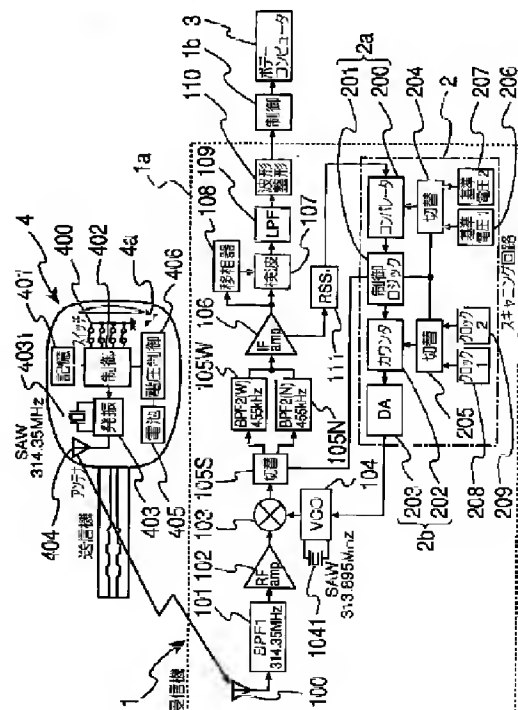 4
401
400
402
4a
406
403i
SAW
314.35MHz
404
アンテナ
スイッチ
記憶
制御
発振
電池
電圧制御
403
405
送信機
1
受信機
100
101
BPF1
314.35MHz
102
RF
amp
103
105S
切替
105W
BPF2(W)
455kHz
BPF2(N)
455kHz
105N
104
VCO
1041
SAW
313.895MHz
106
IF
amp
107
検波
108
移相器
109
LPF
110
波形
整形
1a
1b
制御
3
ボデー
コンピュータ
RSSI
111
2
2a
201
200
204
207
206
コンパレータ
制御
ロジック
切替
基準
電圧1
基準
電圧2
カウンタ
切替
クロック
1
クロック
2
DA
203
202
2b
205
208
209
スキャニング回路